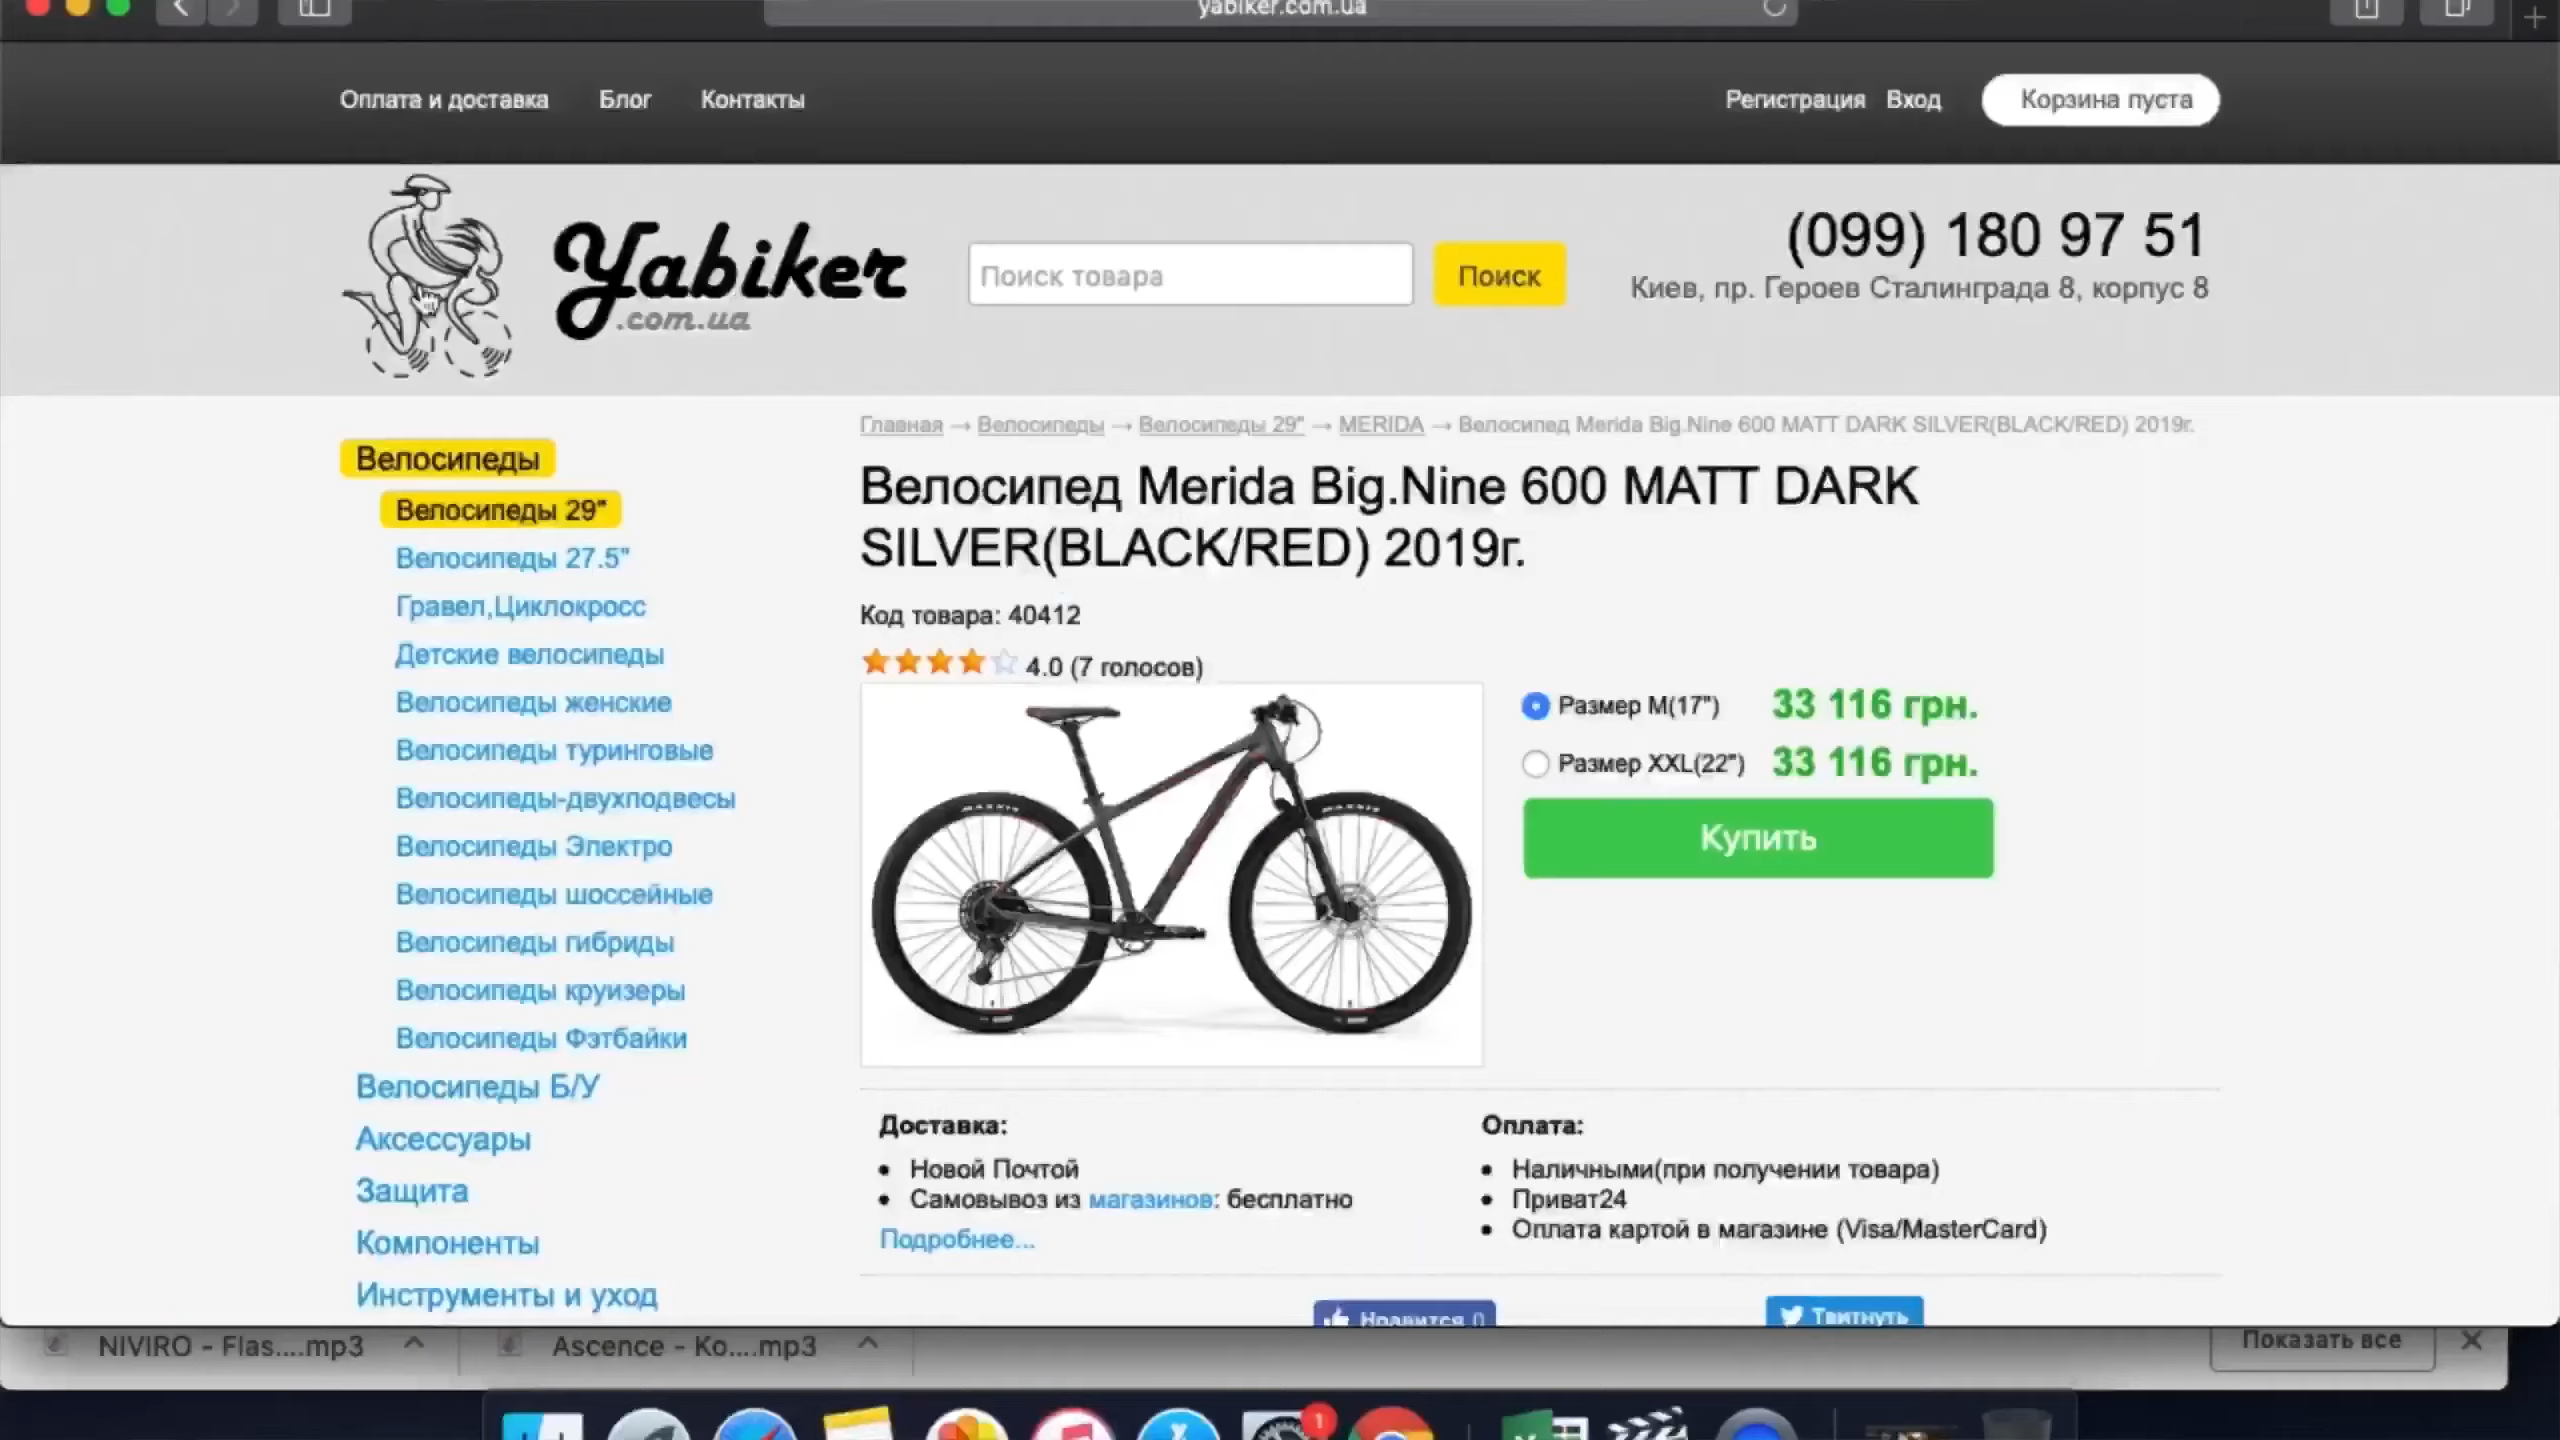 yabiker.com.ua
Оплата и доставка Блог Контакты Регистрация Вход Корзина пуста
Yabiker
.com.ua
Поиск товара Поиск
(099) 180 97 51
Киев, пр. Героев Сталинграда 8, корпус 8
Велосипеды
Велосипеды 29"
Велосипеды 27.5"
Гравел,Циклокросс
Детские велосипеды
Велосипеды женские
Велосипеды туринговые
Велосипеды-двухподвесы
Велосипеды Электро
Велосипеды шоссейные
Велосипеды гибриды
Велосипеды круизеры
Велосипеды Фэтбайки
Велосипеды Б/У
Аксессуары
Защита
Компоненты
Инструменты и уход
Главная → Велосипеды → Велосипеды 29" → MERIDA → Велосипед Merida Big.Nine 600 MATT DARK SILVER(BLACK/RED) 2019г.
Велосипед Merida Big.Nine 600 MATT DARK
SILVER(BLACK/RED) 2019г.
Код товара: 40412
4.0 (7 голосов)
MAXXIS MAXXIS
Размер M(17") 33 116 грн.
Размер XXL(22") 33 116 грн.
Купить
Доставка:
• Новой Почтой
• Самовывоз из магазинов: бесплатно
Подробнее...
Оплата:
• Наличными(при получении товара)
• Приват24
• Оплата картой в магазине (Visa/MasterCard)
Нравится 0 Твитнуть
NIVIRO - Flas....mp3 Ascence - Ko....mp3 Показать все
1